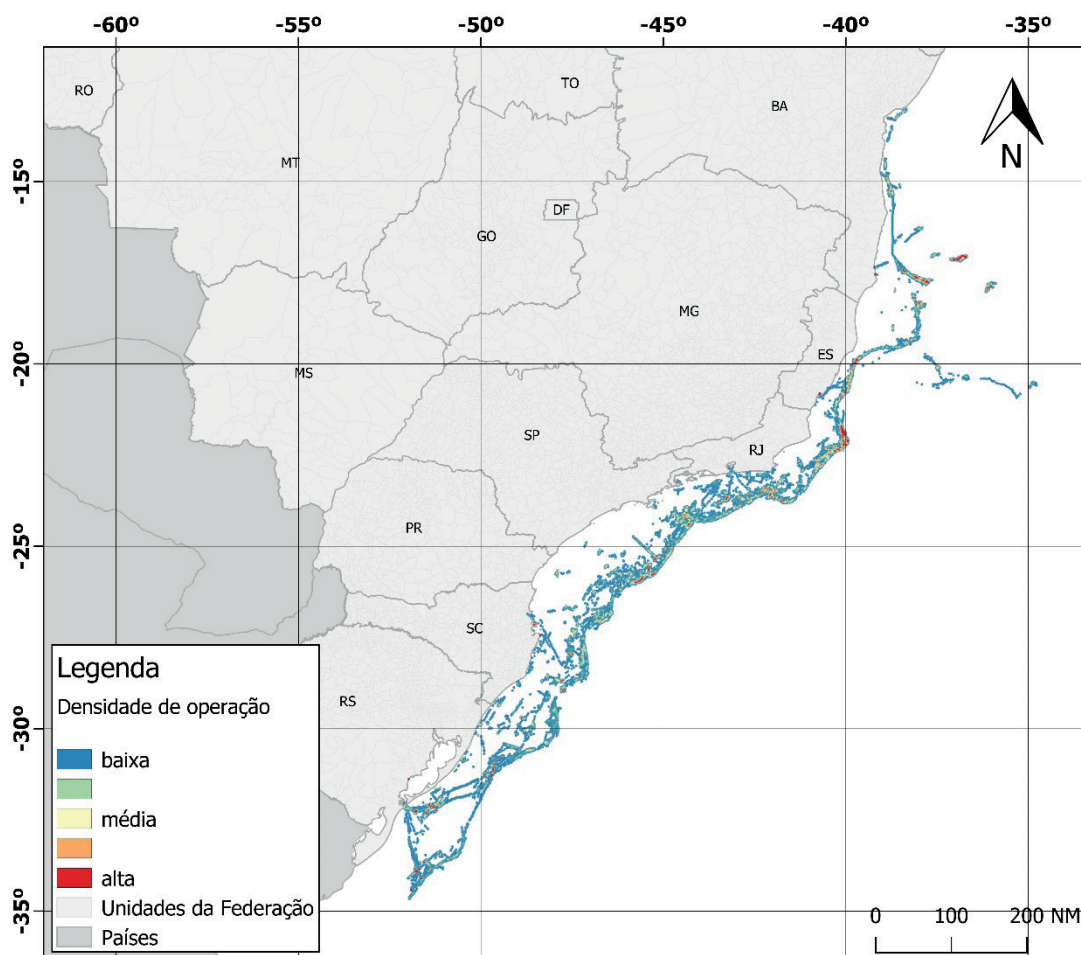 -60º -55º -50º -45º -40º -35º
RO
TO
BA
N
MT
-15º
DF
GO
MG
ES
-20º
MS
SP
RJ
PR
-25º
SC
Legenda
Densidade de operação
RS
-30º
baixa
média
alta
Unidades da Federação
-35º
0 100 200 NM
Países